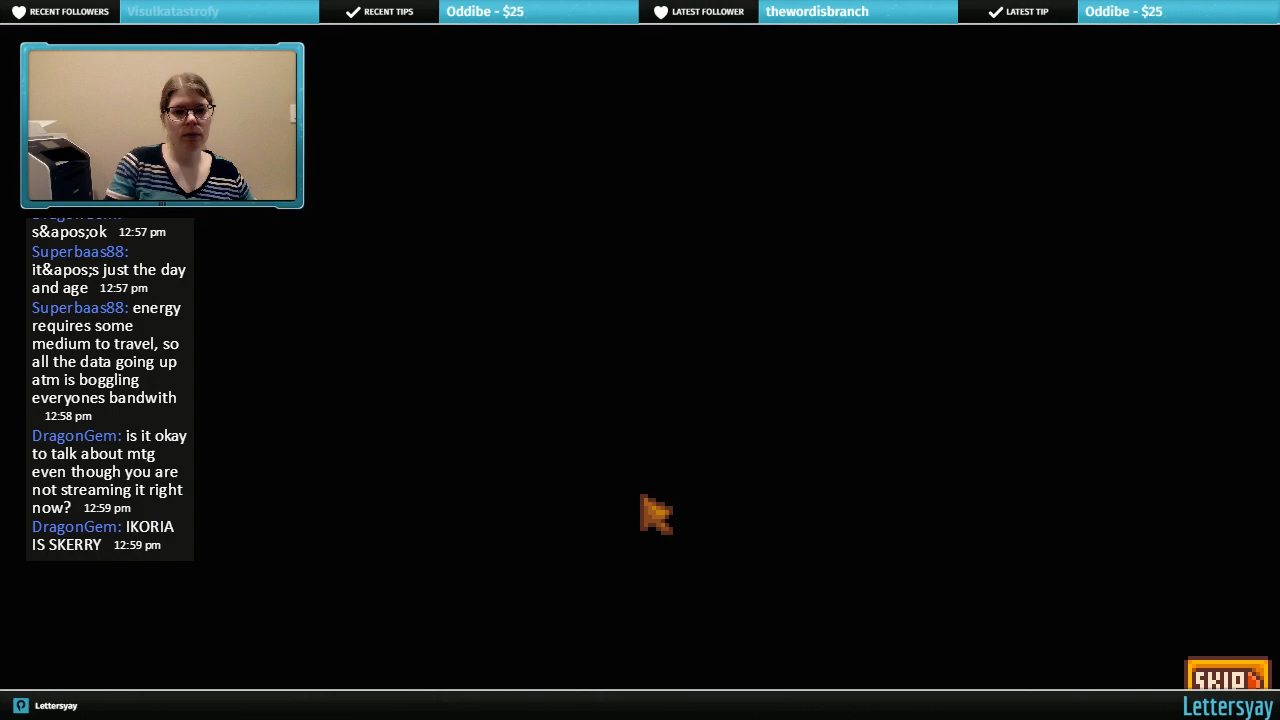 RECENT FOLLOWERS Visulkatastrofy RECENT TIPS Oddibe - $25 LATEST FOLLOWER thewordisbranch LATEST TIP Oddibe - $25
DragonGem:
s&apos;ok 12:57 pm
Superbaas88:
it&apos;s just the day
and age 12:57 pm
Superbaas88: energy
requires some
medium to travel, so
all the data going up
atm is boggling
everyones bandwith
12:58 pm
DragonGem: is it okay
to talk about mtg
even though you are
not streaming it right
now? 12:59 pm
DragonGem: IKORIA
IS SKERRY 12:59 pm
SKIP
Lettersyay
Lettersyay